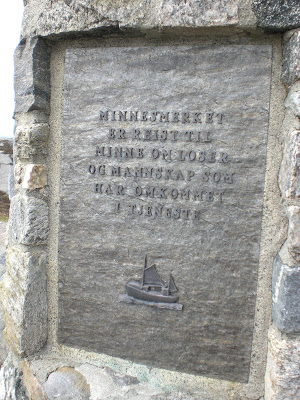 MINNESMERKET
ER REIST TIL
MINNE OM LOSER
OG MANNSKAP SOM
HAR OMKOMMET
I TJENESTE